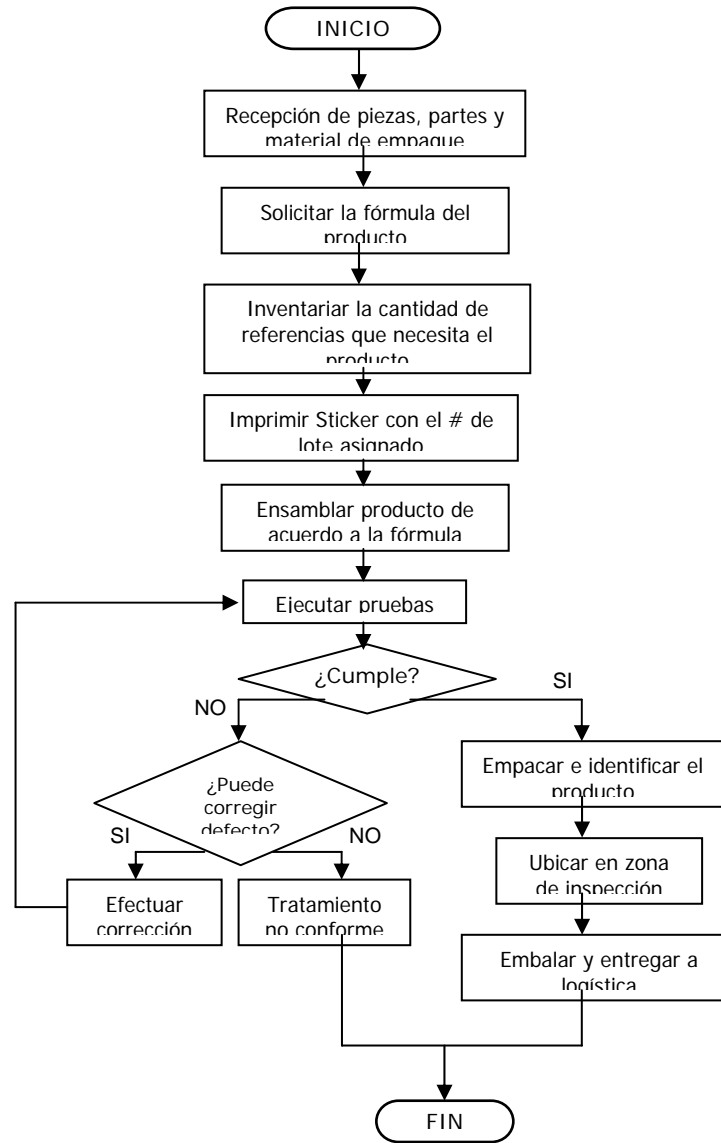 INICIO
Recepción de piezas, partes y
material de empaque
Solicitar la fórmula del
producto
Inventariar la cantidad de
referencias que necesita el
producto
Imprimir Sticker con el # de
lote asignado
Ensamblar producto de
acuerdo a la fórmula
Ejecutar pruebas
¿Cumple?
SI
NO
Empacar e identificar el
producto
¿Puede
corregir
defecto?
SI
NO
Ubicar en zona
de inspección
Efectuar
corrección
Tratamiento
no conforme
Embalar y entregar a
logística
FIN